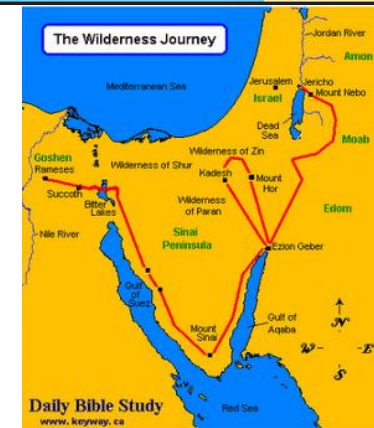 The Wilderness Journey
Jordan River
Amon
Mediterranean Sea
Jerusalem
Jericho
Mount Nebo
Israel
Dead
Sea
Moab
Goshen
Rameses
Wilderness of Shur
Wilderness of Zin
Kadesh
Mount
Hor
Succoth
Bitter
Lakes
Wilderness
of Paran
Edom
Nile River
Sinai
Peninsula
Ezion Geber
Gulf
of
Suez
Mount
Sinai
Gulf of
Aqaba
N
W
E
S
Daily Bible Study
www.keyway.ca
Red Sea